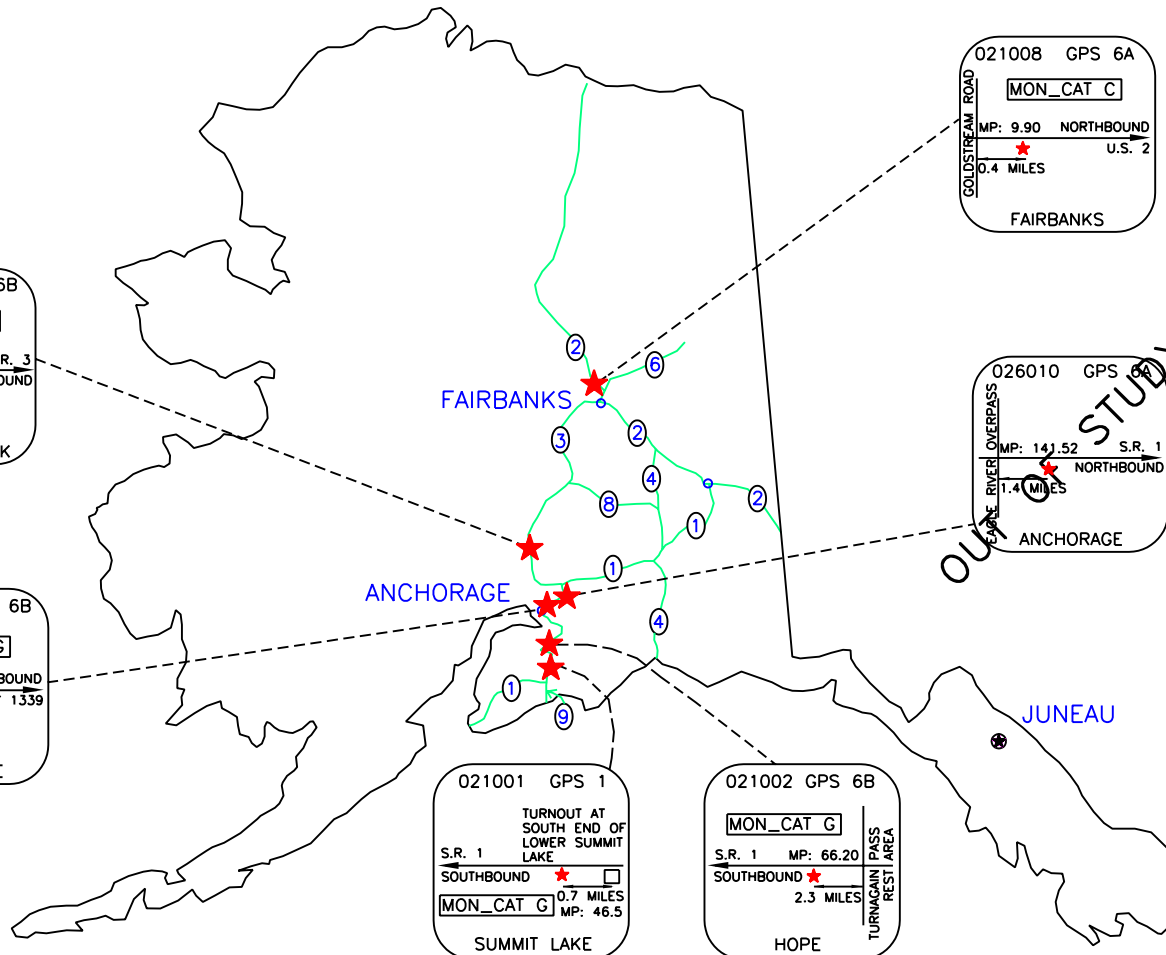 021008 GPS 6A
MON_CAT C
GOLDSTREAM ROAD
MP: 9.90 NORTHBOUND
U.S. 2
0.4 MILES
FAIRBANKS
6B
R. 3
OUND
K
2
6
FAIRBANKS
3
2
4
8
2
1
026010 GPS 6A
EAGLE RIVER OVERPASS
MP: 141.52 S.R. 1
NORTHBOUND
1.4 MILES
ANCHORAGE
OUT OF STUDY
1
ANCHORAGE
4
6B
G
BOUND
1339
E
1
9
JUNEAU
021001 GPS 1
TURNOUT AT
SOUTH END OF
LOWER SUMMIT
LAKE
S.R. 1
SOUTHBOUND
0.7 MILES
MON_CAT G
MP: 46.5
SUMMIT LAKE
021002 GPS 6B
MON_CAT G
S.R. 1 MP: 66.20
SOUTHBOUND
2.3 MILES
TURNAGAIN PASS
REST AREA
HOPE